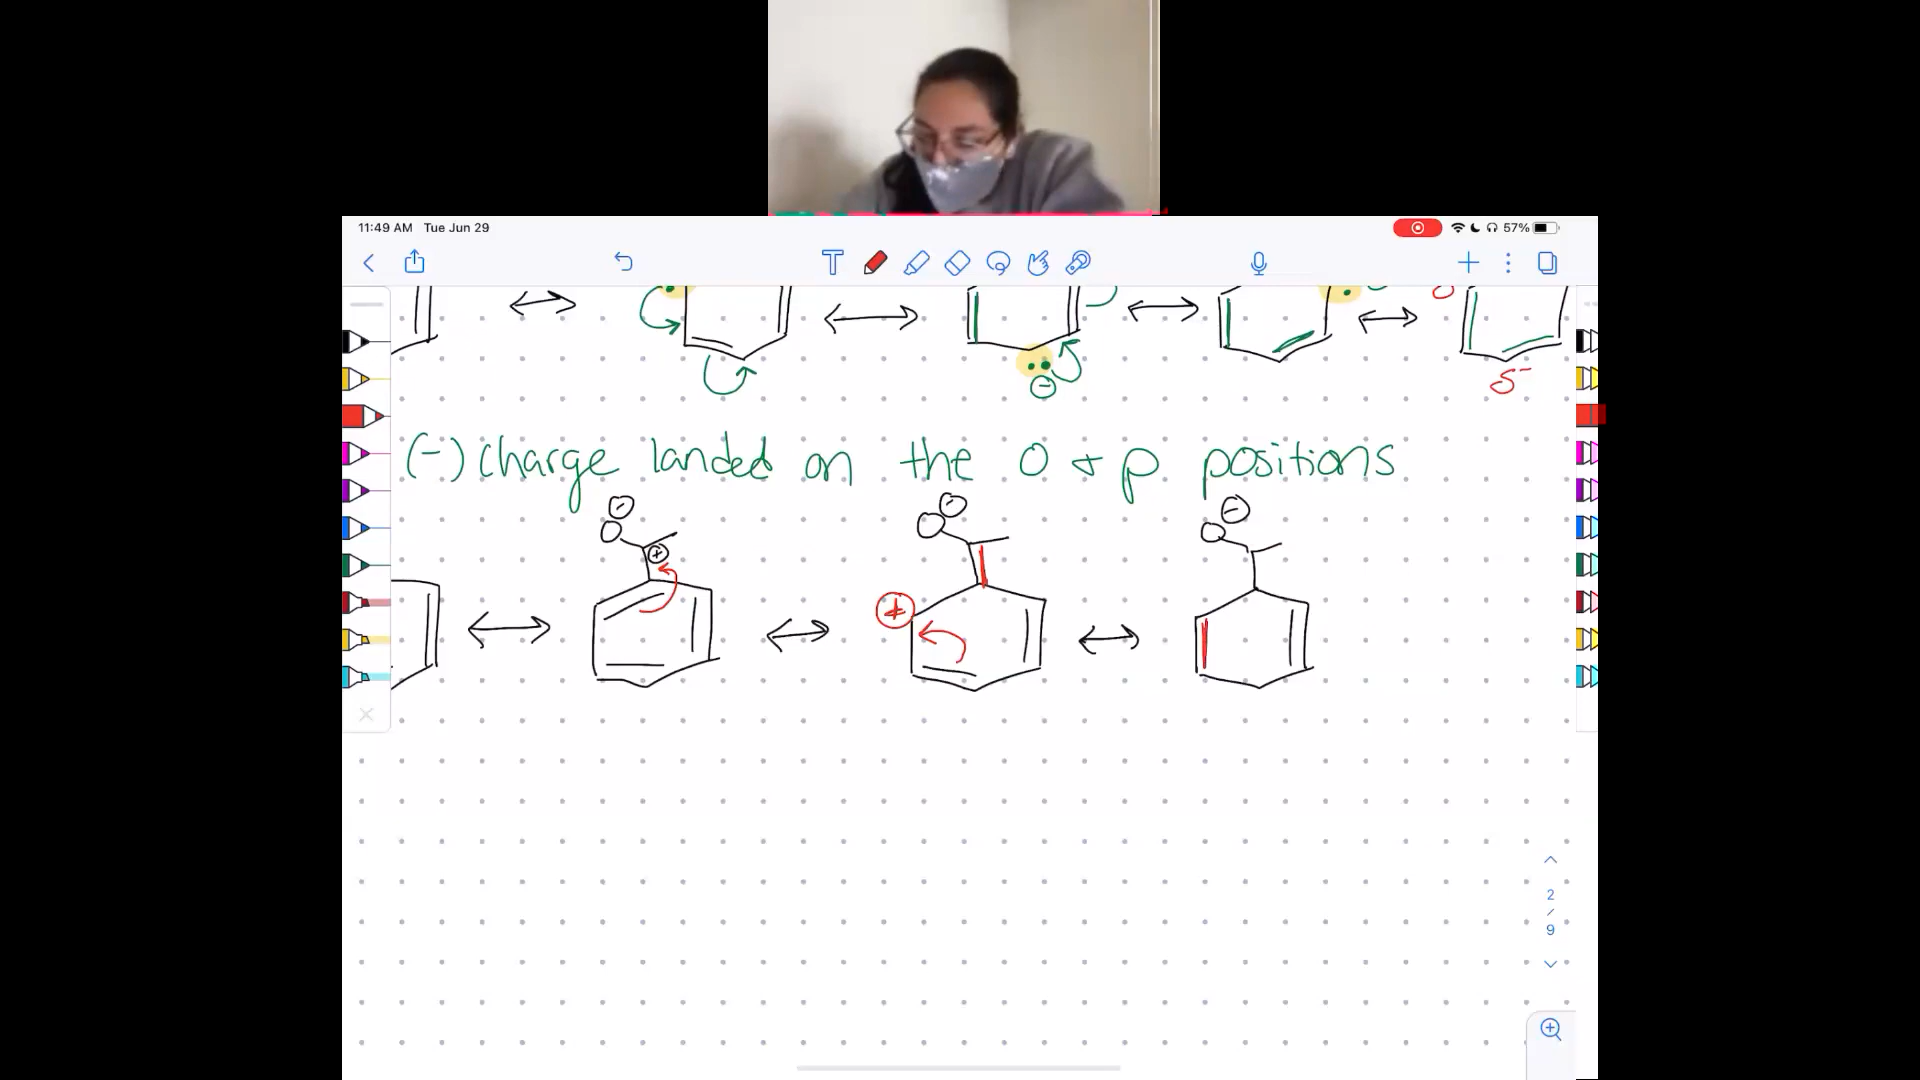 11:49 AM Tue Jun 29 57%
T
δ-
(-) charge landed on the o + p positions
O O O
2
/
9